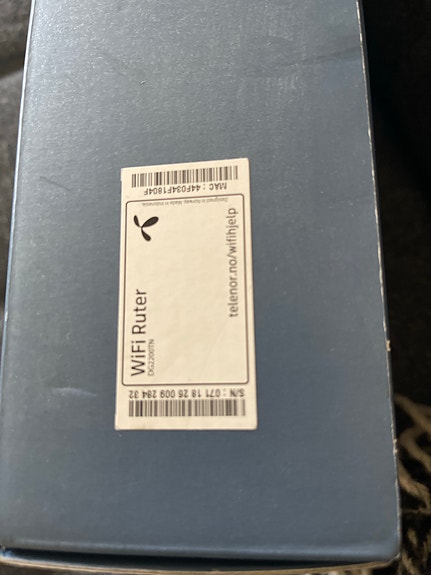 MAC : 44F034F1804F
Designed in Norway. Made in Indonesia
WiFi Ruter
DG2200TN
telenor.no/wifihjelp
S/N : 071 18 26 009 284 32